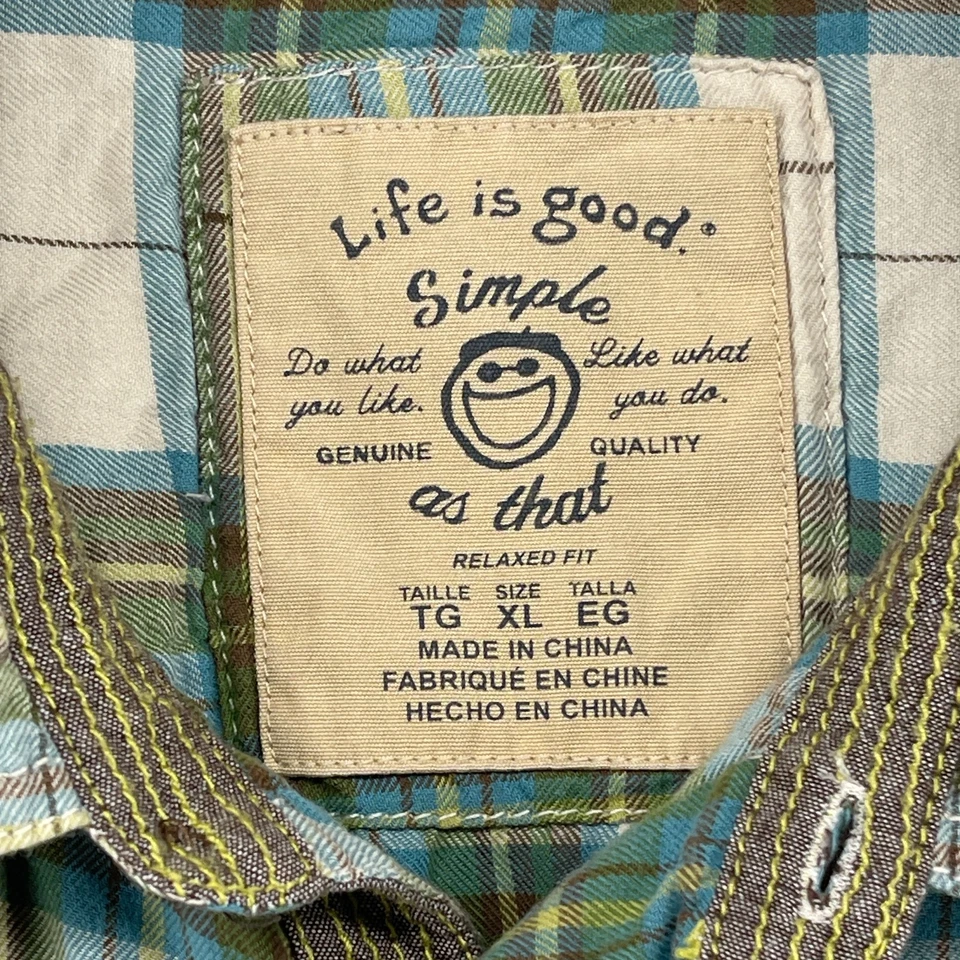 Life is good.®
Simple
Do what Like what
you like. you do.
GENUINE QUALITY
as that
RELAXED FIT
TAILLE SIZE TALLA
TG XL EG
MADE IN CHINA
FABRIQUÉ EN CHINE
HECHO EN CHINA